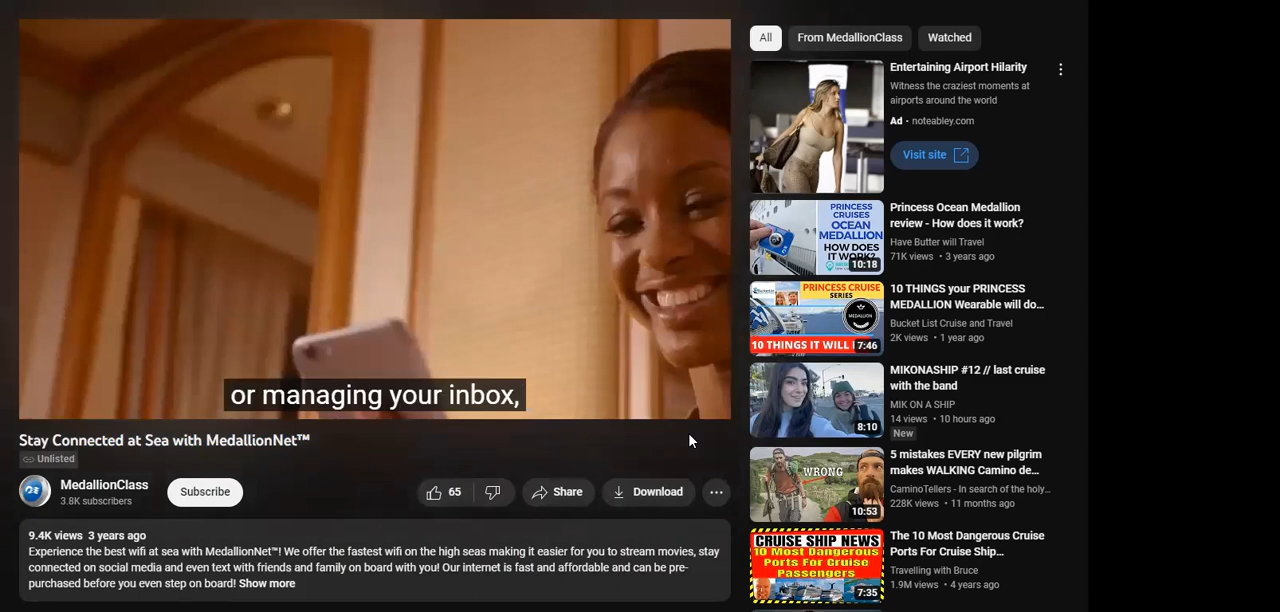 or managing your inbox,
Stay Connected at Sea with MedallionNet™
Unlisted
MedallionClass
3.8K subscribers
Subscribe
65
Share
Download
9.4K views 3 years ago
Experience the best wifi at sea with MedallionNet™! We offer the fastest wifi on the high seas making it easier for you to stream movies, stay
connected on social media and even text with friends and family on board with you! Our internet is fast and affordable and can be pre-
purchased before you even step on board! Show more
All
From MedallionClass
Watched
Entertaining Airport Hilarity
Witness the craziest moments at
airports around the world
Ad · noteabley.com
Visit site
PRINCESS
CRUISES
OCEAN
MEDALLION
HOW DOES
IT WORK?
10:18
Princess Ocean Medallion
review - How does it work?
Have Butter will Travel
71K views • 3 years ago
PRINCESS CRUISE
SERIES
MEDALLION
10 THINGS IT WILL
7:46
10 THINGS your PRINCESS
MEDALLION Wearable will do...
Bucket List Cruise and Travel
2K views • 1 year ago
8:10
MIKONASHIP #12 // last cruise
with the band
MIK ON A SHIP
14 views • 10 hours ago
New
WRONG
10:53
5 mistakes EVERY new pilgrim
makes WALKING Camino de...
CaminoTellers - In search of the holy...
228K views • 11 months ago
CRUISE SHIP NEWS
10 Most Dangerous
Ports For Cruise
Passengers
7:35
The 10 Most Dangerous Cruise
Ports For Cruise Ship...
Travelling with Bruce
1.9M views • 4 years ago